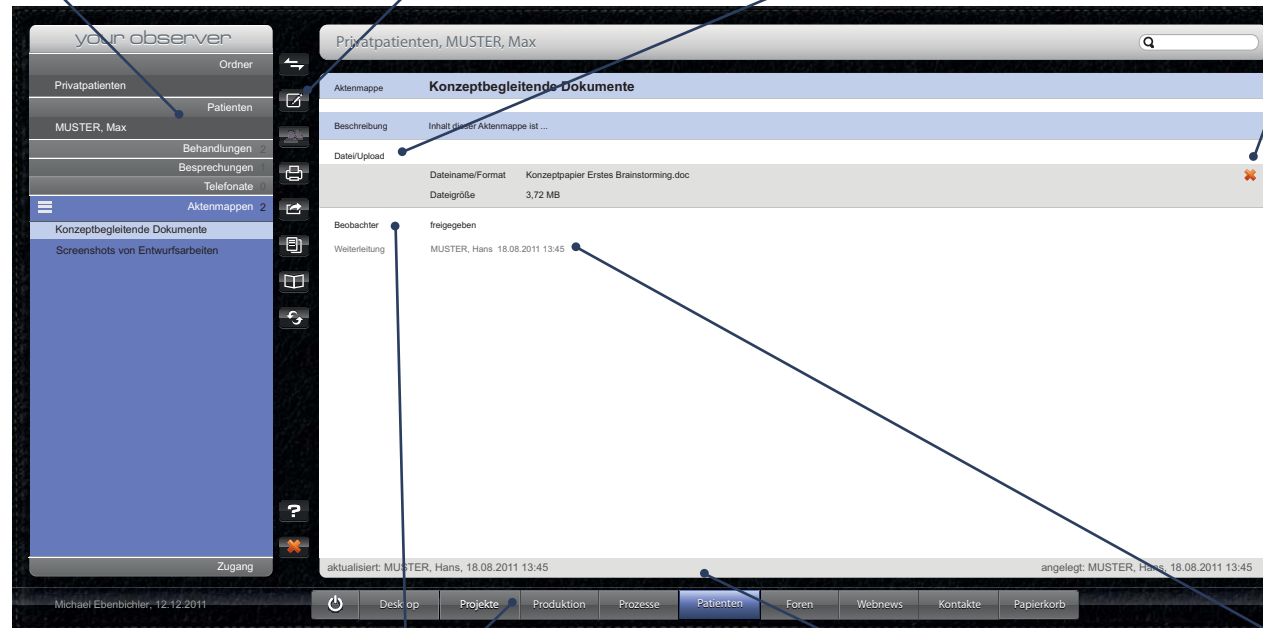 your observer
Ordner
Privatpatienten
Patienten
MUSTER, Max
Behandlungen 2
Besprechungen 1
Telefonate 0
Aktenmappen 2
Konzeptbegleitende Dokumente
Screenshots von Entwurfsarbeiten
Zugang
Privatpatienten, MUSTER, Max
Aktenmappe Konzeptbegleitende Dokumente
Beschreibung Inhalt dieser Aktenmappe ist ...
Datei/Upload
Dateiname/Format Konzeptpapier Erstes Brainstorming.doc
Dateigröße 3,72 MB
Beobachter freigegeben
Weiterleitung MUSTER, Hans 18.08.2011 13:45
aktualisiert: MUSTER, Hans, 18.08.2011 13:45 angelegt: MUSTER, Hans, 18.08.2011 13:45
Michael Ebenbichler, 12.12.2011
Desktop Projekte Produktion Prozesse Patienten Foren Webnews Kontakte Papierkorb